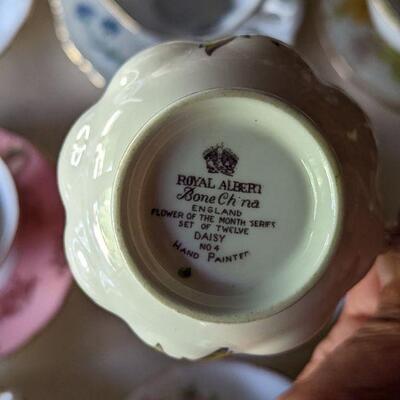 ROYAL ALBERT
Bone China
ENGLAND
FLOWER OF THE MONTH SERIES
SET OF TWELVE
DAISY
NO 4
HAND PAINTED